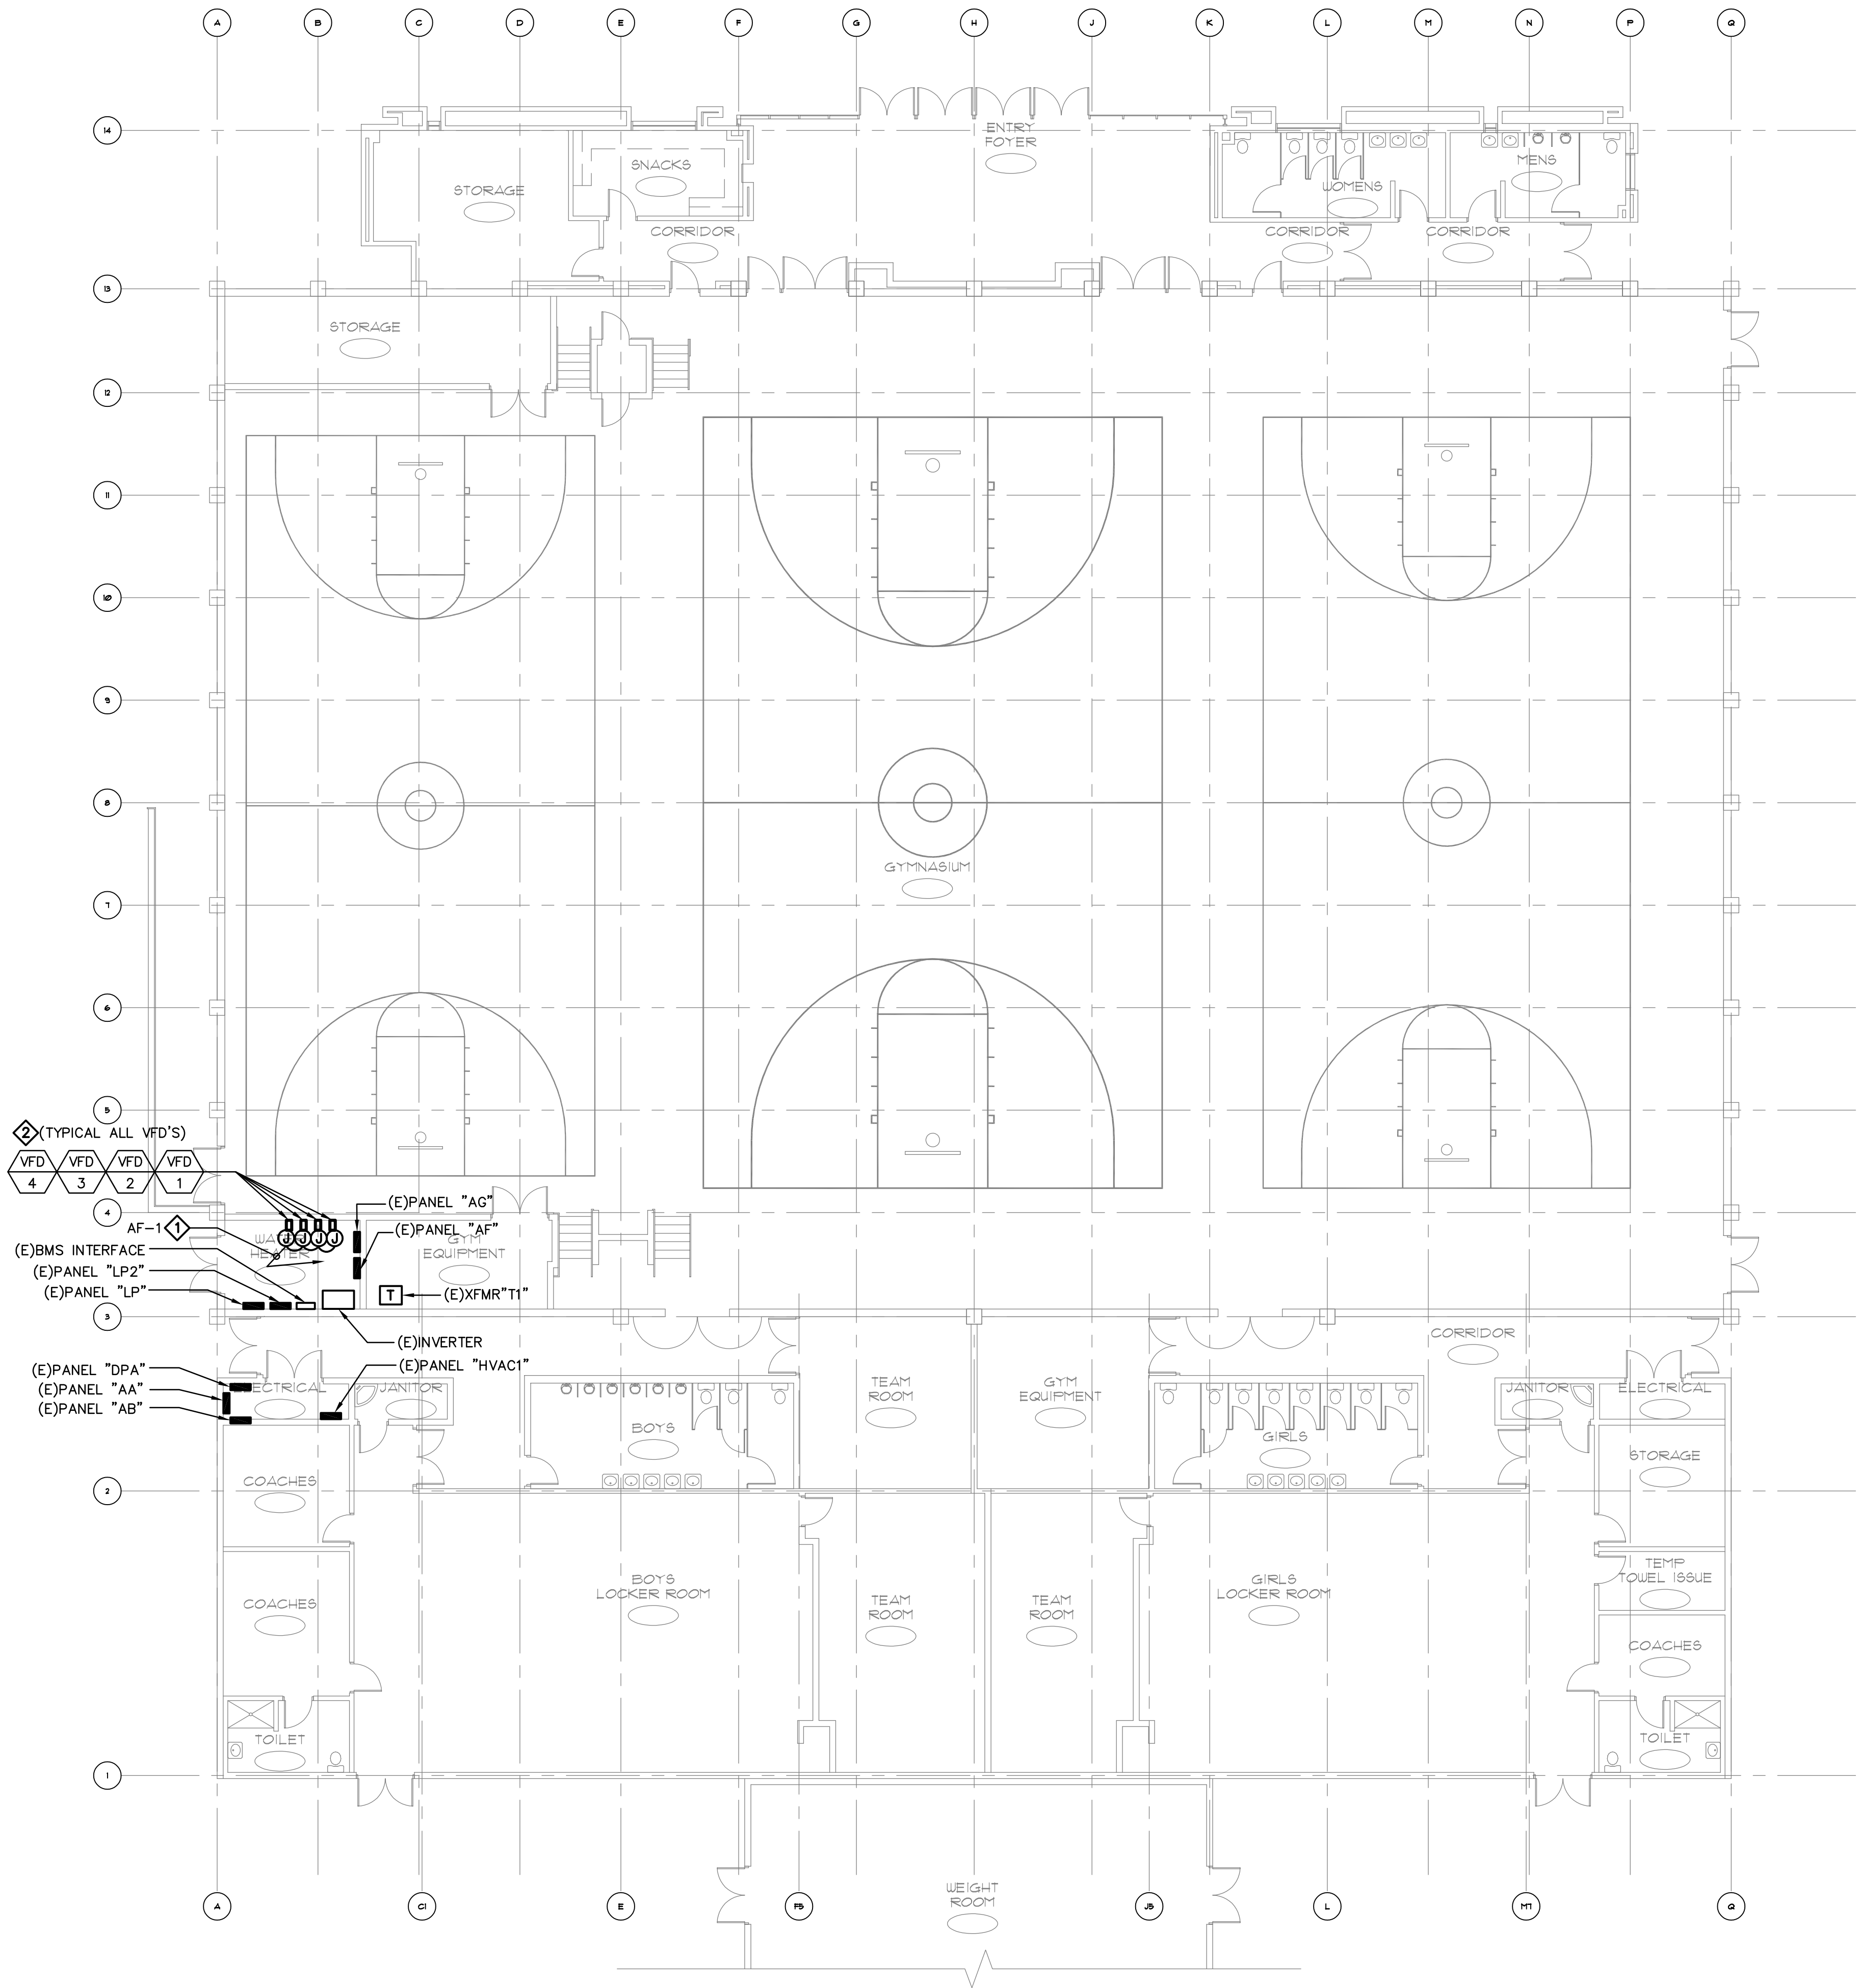 A B C D E F G H J K L M N P Q
14
ENTRY
FOYER
SNACKS
MENS
STORAGE
WOMENS
CORRIDOR
CORRIDOR
CORRIDOR
13
STORAGE
12
11
10
9
8
GYMNASIUM
7
6
5
2 (TYPICAL ALL VFD'S)
VFD VFD VFD VFD
4 3 2 1
(E)PANEL "AG"
4
AF-1 1
J J J J
(E)PANEL "AF"
WATER
HEATER
GYM
EQUIPMENT
(E)BMS INTERFACE
(E)PANEL "LP2"
(E)PANEL "LP"
T
(E)XFMR"T1"
3
(E)INVERTER
CORRIDOR
(E)PANEL "HVAC1"
(E)PANEL "DPA"
(E)PANEL "AA"
(E)PANEL "AB"
ELECTRICAL
JANITOR
TEAM
ROOM
GYM
EQUIPMENT
JANITOR
ELECTRICAL
BOYS
GIRLS
STORAGE
COACHES
2
TEMP
TOWEL ISSUE
BOYS
LOCKER ROOM
GIRLS
LOCKER ROOM
COACHES
TEAM
ROOM
TEAM
ROOM
COACHES
TOILET
TOILET
1
WEIGHT
ROOM
A C1 E F5 J5 L M7 Q